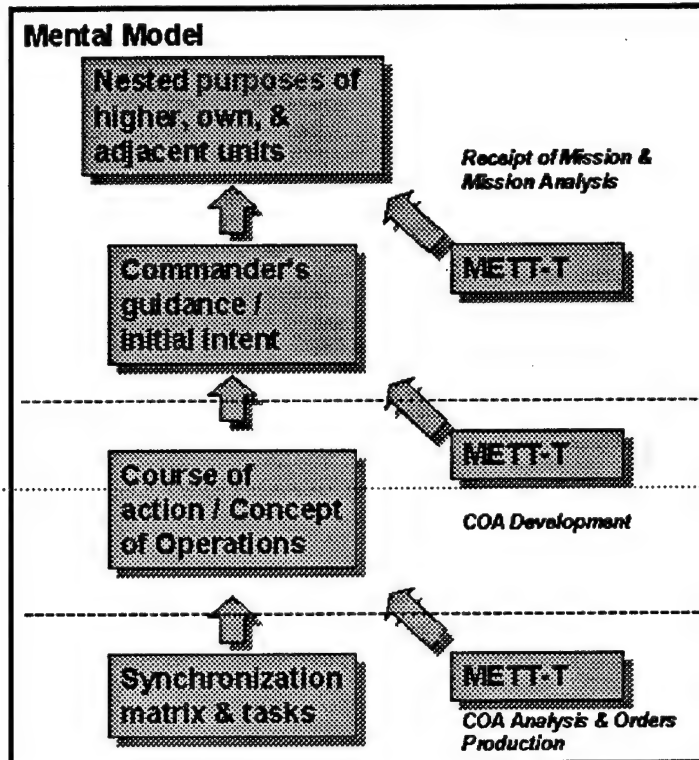 Mental Model
Nested purposes of
higher, own, &
adjacent units
Receipt of Mission &
Mission Analysis
METT-T
Commander's
guidance /
initial intent
METT-T
Course of
action / Concept
of Operations
COA Development
Synchronization
matrix & tasks
METT-T
COA Analysis & Orders
Production